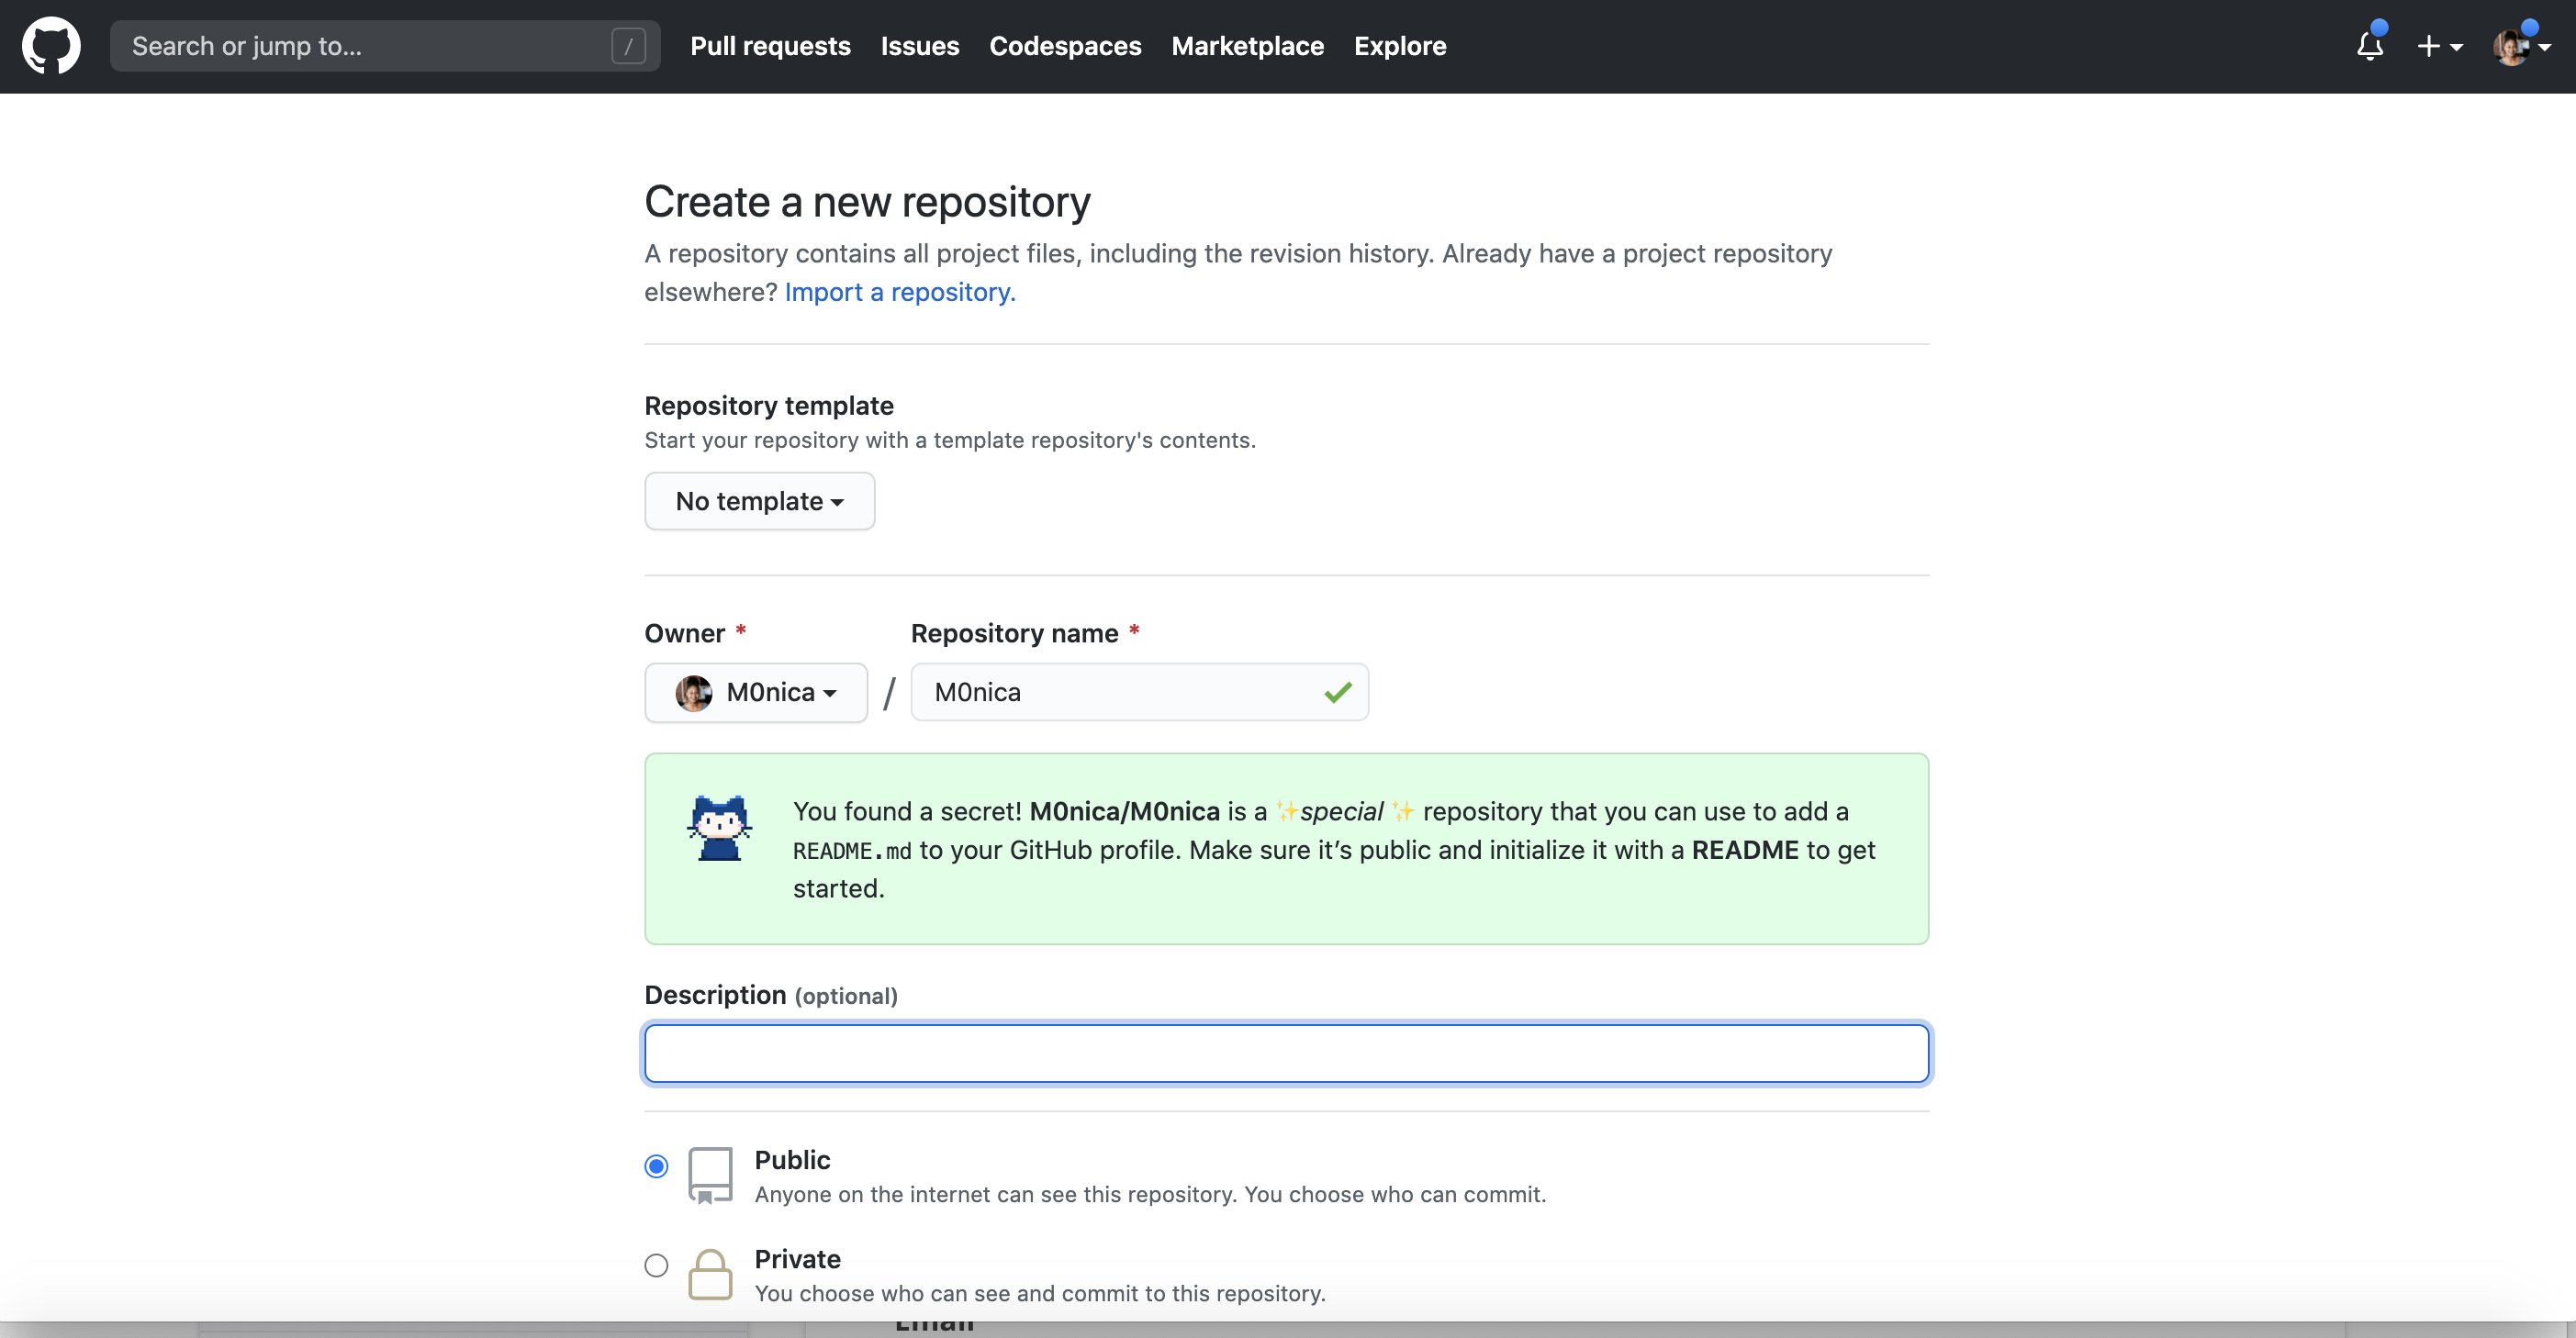 Search or jump to... /
Pull requests Issues Codespaces Marketplace Explore
Create a new repository
A repository contains all project files, including the revision history. Already have a project repository
elsewhere? Import a repository.
Repository template
Start your repository with a template repository's contents.
No template
Owner * Repository name *
M0nica / M0nica
You found a secret! M0nica/M0nica is a ✨special ✨ repository that you can use to add a
README.md to your GitHub profile. Make sure it’s public and initialize it with a README to get
started.
Description (optional)
Public
Anyone on the internet can see this repository. You choose who can commit.
Private
You choose who can see and commit to this repository.
Email